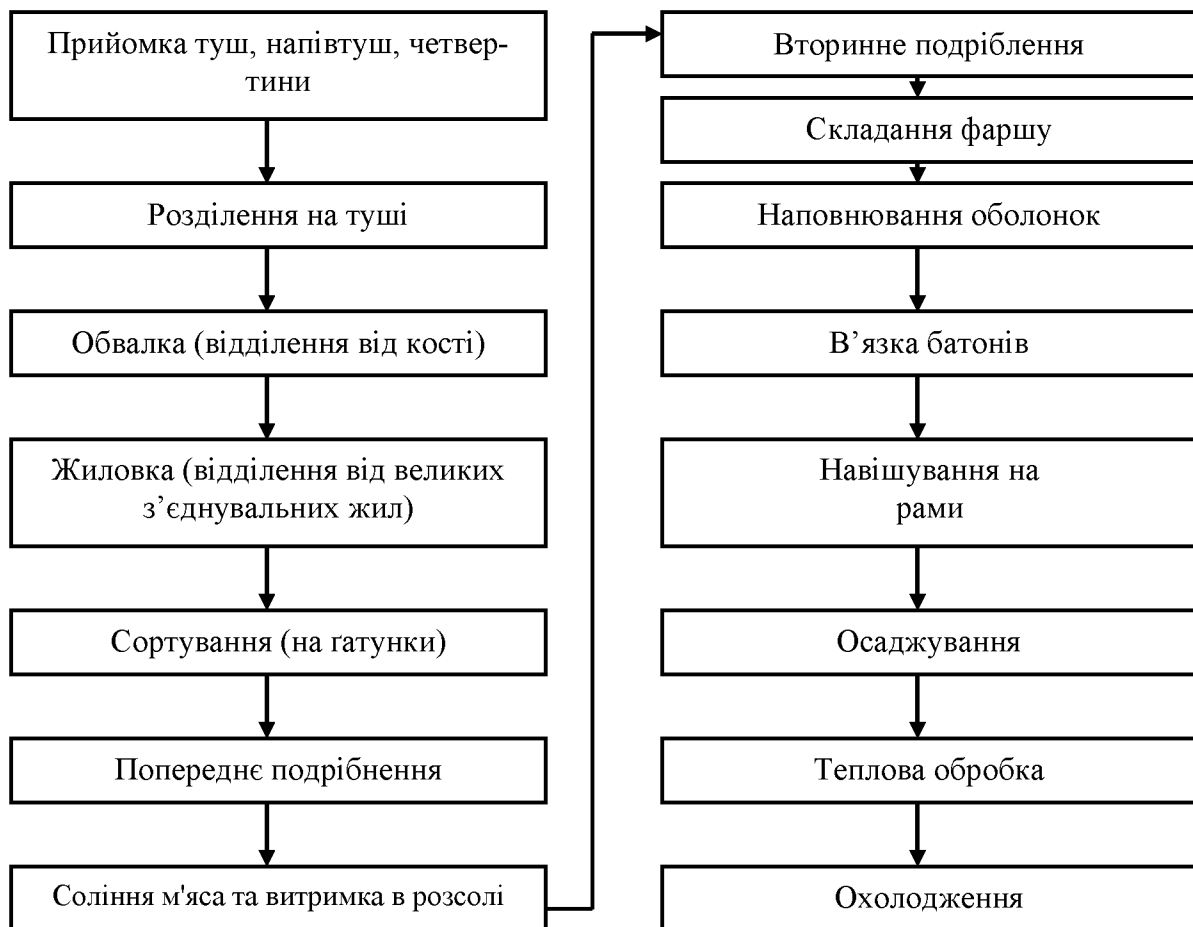 Прийомка туш, напівтуш, четвер-
тини
Розділення на туші
Обвалка (відділення від кості)
Жиловка (відділення від великих
з’єднувальних жил)
Сортування (на ґатунки)
Попереднє подрібнення
Соління м'яса та витримка в розсолі
Вторинне подріблення
Складання фаршу
Наповнювання оболонок
В’язка батонів
Навішування на
рами
Осаджування
Теплова обробка
Охолодження